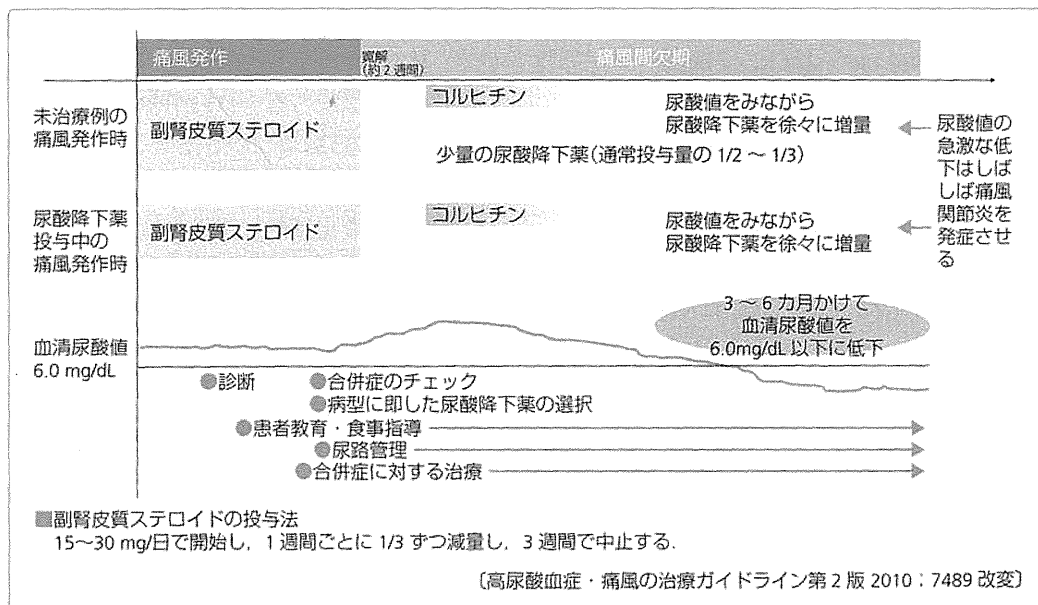 痛風発作
寛解
(約2週間)
痛風間欠期
未治療例の
痛風発作時
副腎皮質ステロイド
コルヒチン
少量の尿酸降下薬(通常投与量の 1/2 ～ 1/3)
尿酸値をみながら
尿酸降下薬を徐々に増量
尿酸値の
急激な低
下はしば
しば痛風
関節炎を
発症させ
る
尿酸降下薬
投与中の
痛風発作時
副腎皮質ステロイド
コルヒチン
尿酸値をみながら
尿酸降下薬を徐々に増量
3 ～ 6 カ月かけて
血清尿酸値を
6.0mg/dL 以下に低下
血清尿酸値
6.0 mg/dL
●診断
●合併症のチェック
●病型に即した尿酸降下薬の選択
●患者教育・食事指導
●尿路管理
●合併症に対する治療
■副腎皮質ステロイドの投与法
15～30 mg/日で開始し，1 週間ごとに 1/3 ずつ減量し，3 週間で中止する.
〔高尿酸血症・痛風の治療ガイドライン第 2 版 2010：7489 改変〕